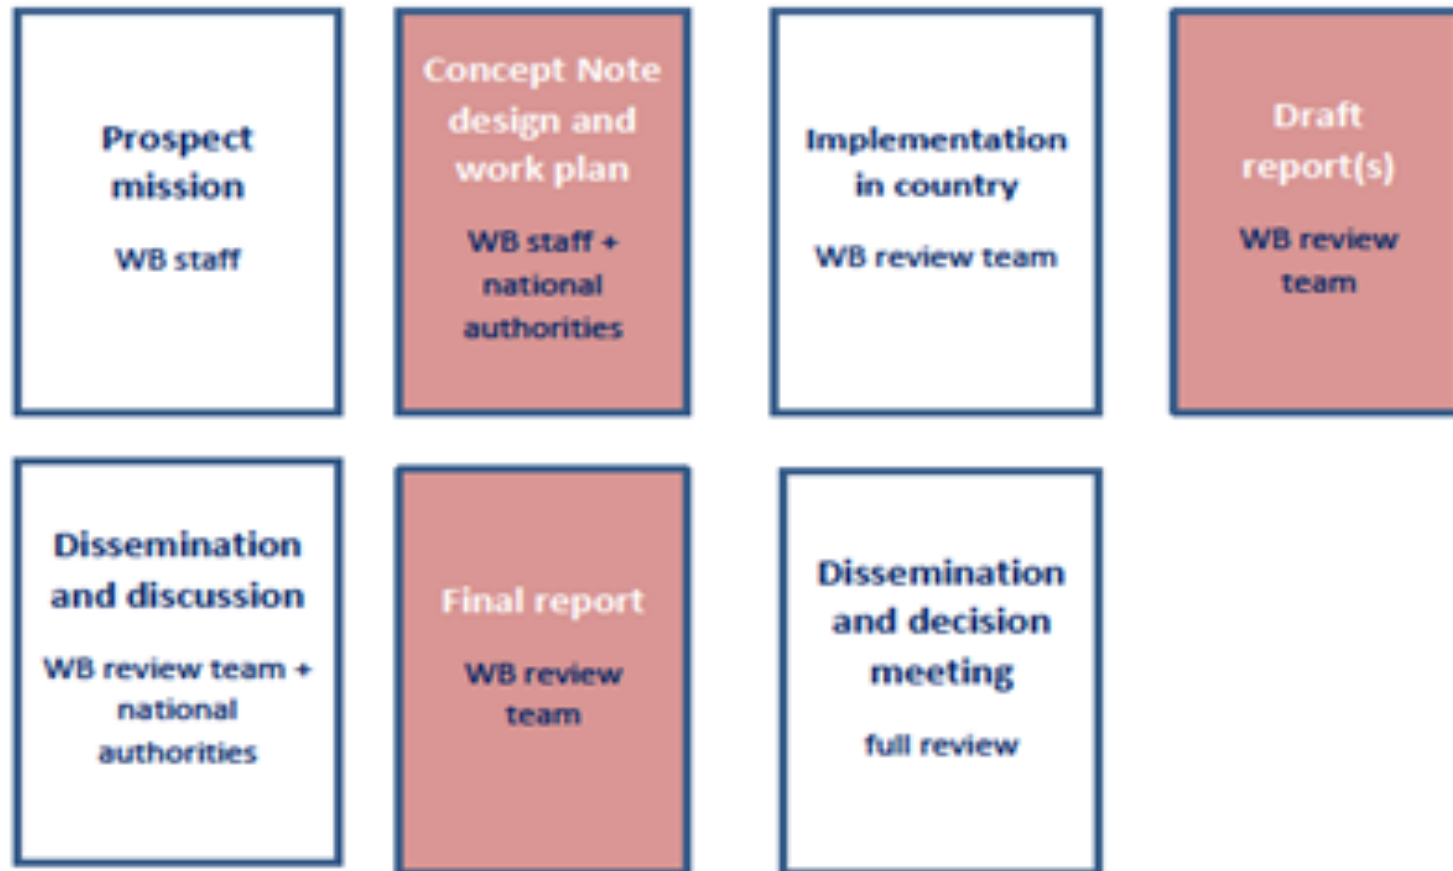 Prospect
mission
WB staff
Concept Note
design and
work plan
WB staff +
national
authorities
Implementation
in country
WB review team
Draft
report(s)
WB review
team
Dissemination
and discussion
WB review team +
national
authorities
Final report
WB review
team
Dissemination
and decision
meeting
full review